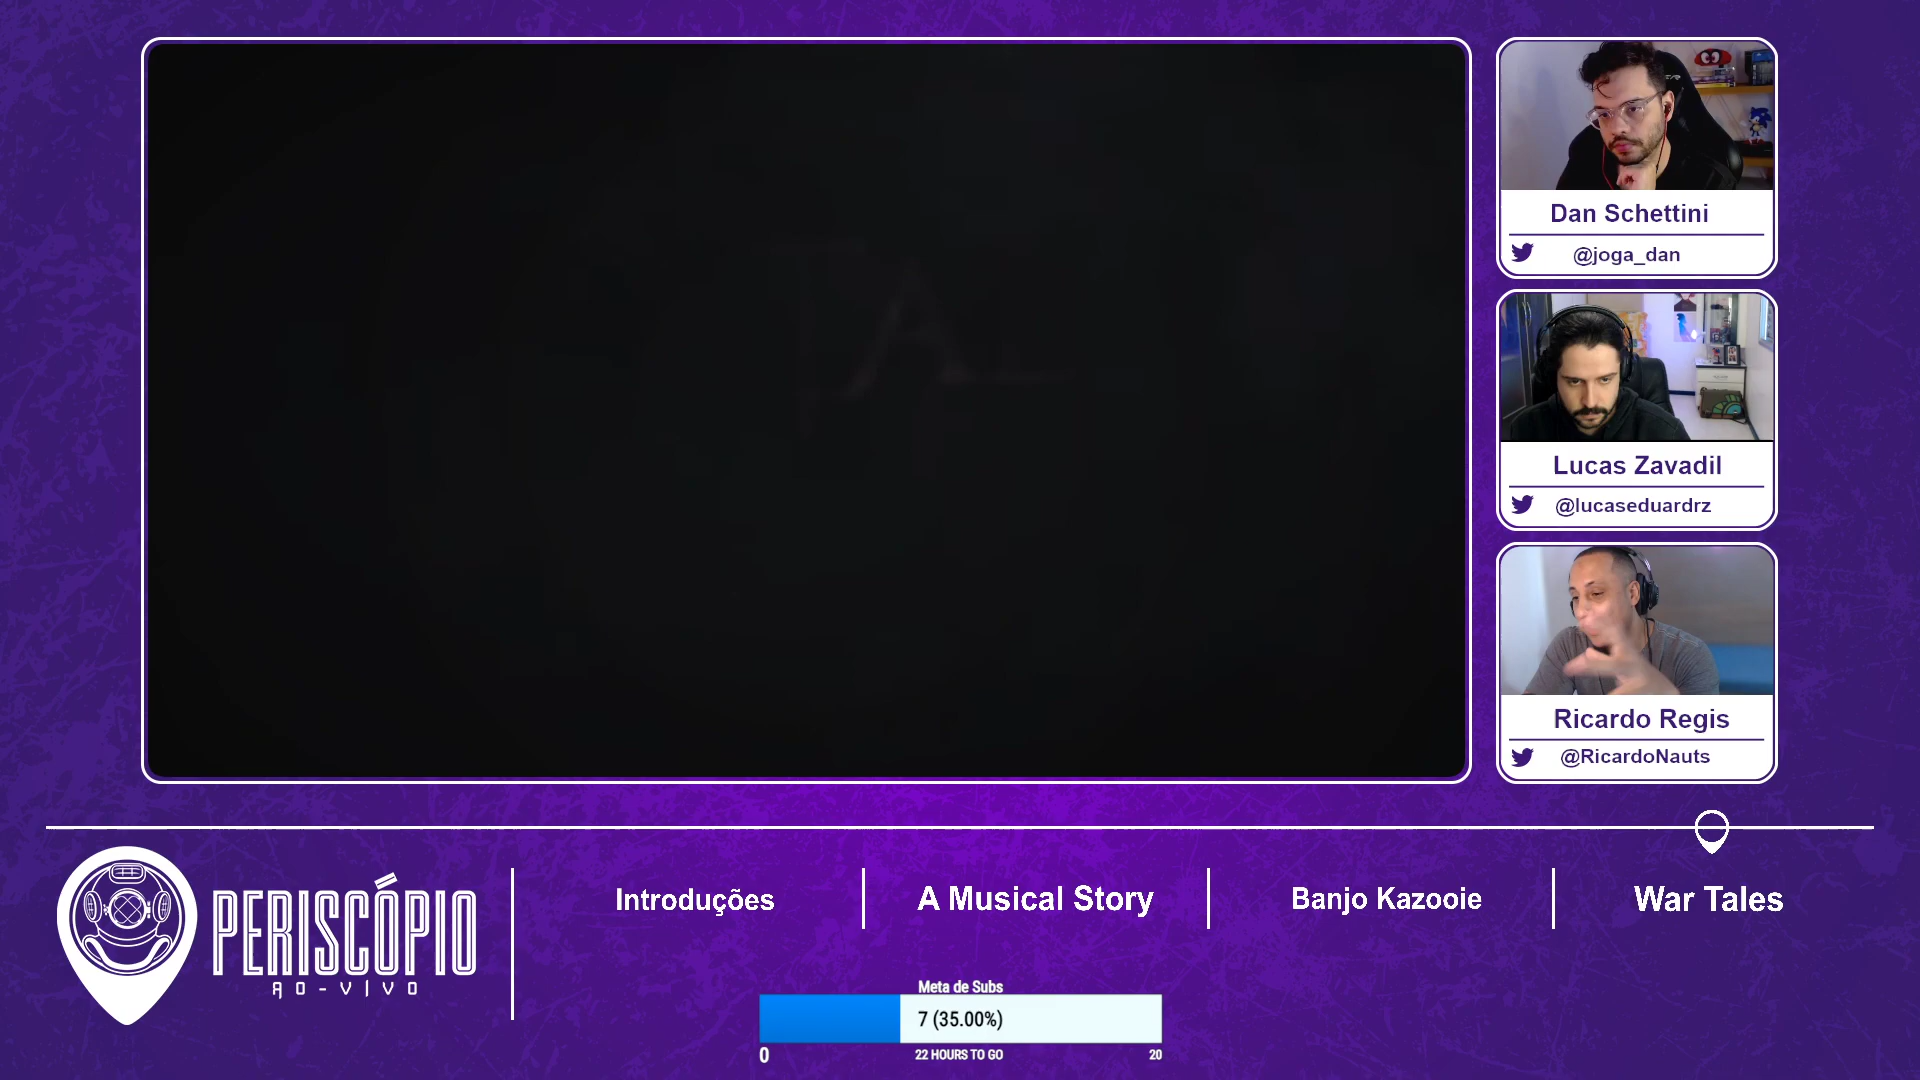 Dan Schettini
@joga_dan
Lucas Zavadil
@lucaseduardrz
Ricardo Regis
@RicardoNauts
PERISCÓPIO
AO-VIVO
Introduções
A Musical Story
Banjo Kazooie
War Tales
Meta de Subs
7 (35.00%)
0
22 HOURS TO GO
20